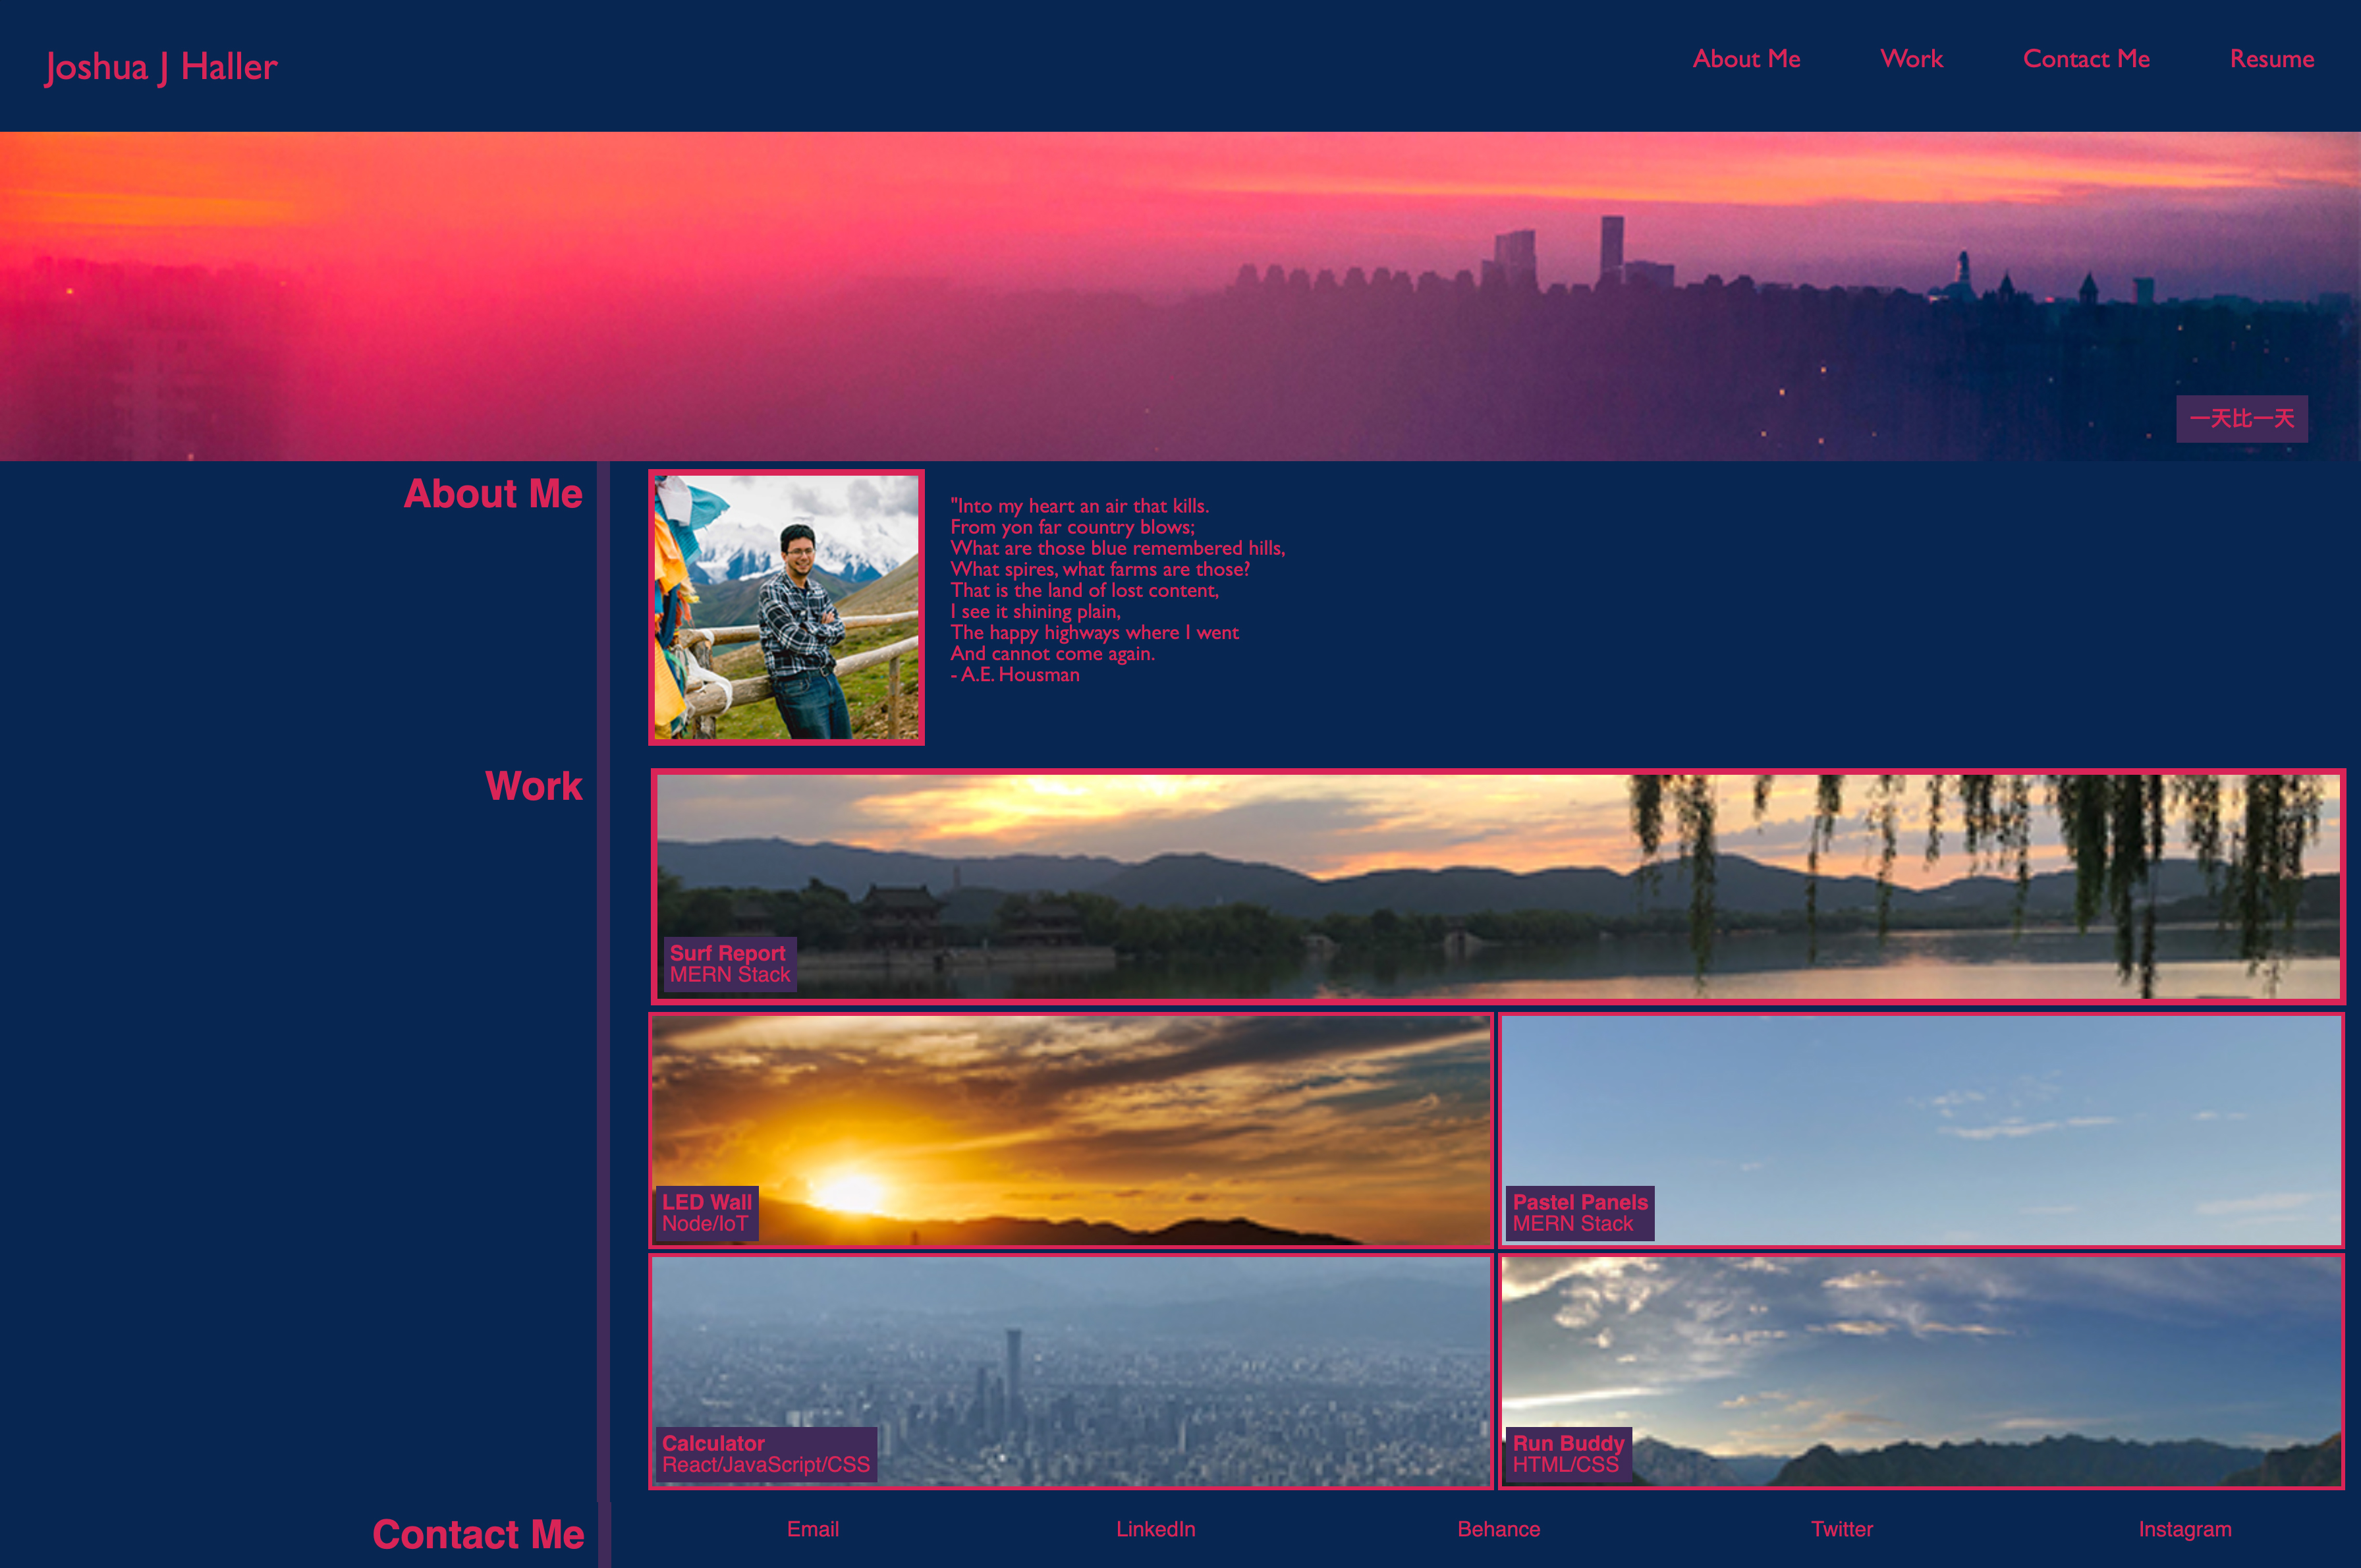 Joshua J Haller
About Me
Work
Contact Me
Resume
一天比一天
About Me
"Into my heart an air that kills.
From yon far country blows;
What are those blue remembered hills,
What spires, what farms are those?
That is the land of lost content,
I see it shining plain,
The happy highways where I went
And cannot come again.
- A.E. Housman
Work
Surf Report
MERN Stack
LED Wall
Node/IoT
Pastel Panels
MERN Stack
Calculator
React/JavaScript/CSS
Run Buddy
HTML/CSS
Contact Me
Email
LinkedIn
Behance
Twitter
Instagram